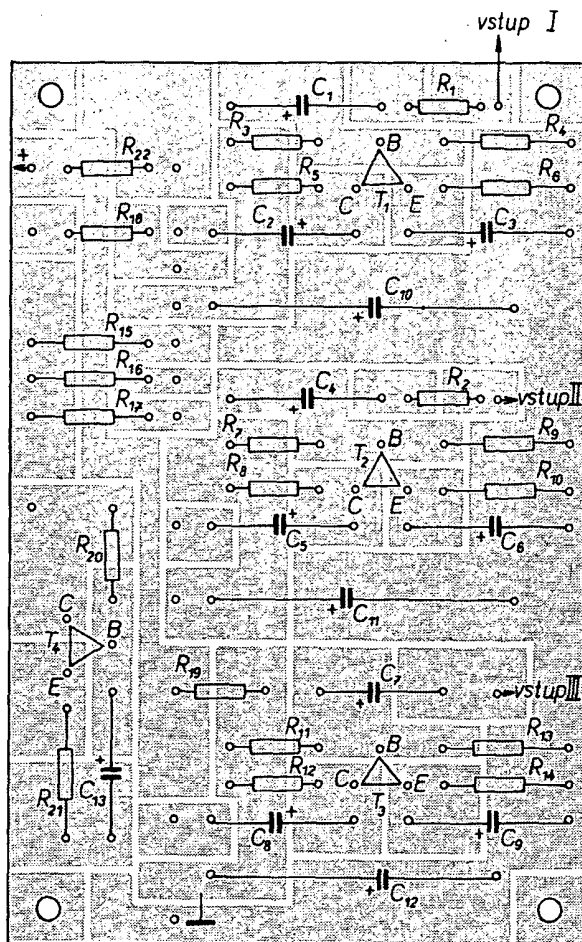 vstup I
C1
R1
R3
B
R4
+
R22
R5
R6
C
T1
E
R18
C2
C3
C10
R15
R16
R17
C4
R2
vstup II
R7
B
R9
T2
R8
R10
C
E
C5
C6
R20
C11
C
T4
B
E
R19
C7
vstup III
R11
B
R13
R12
C
E
R14
T3
R21
C13
C8
C9
C12